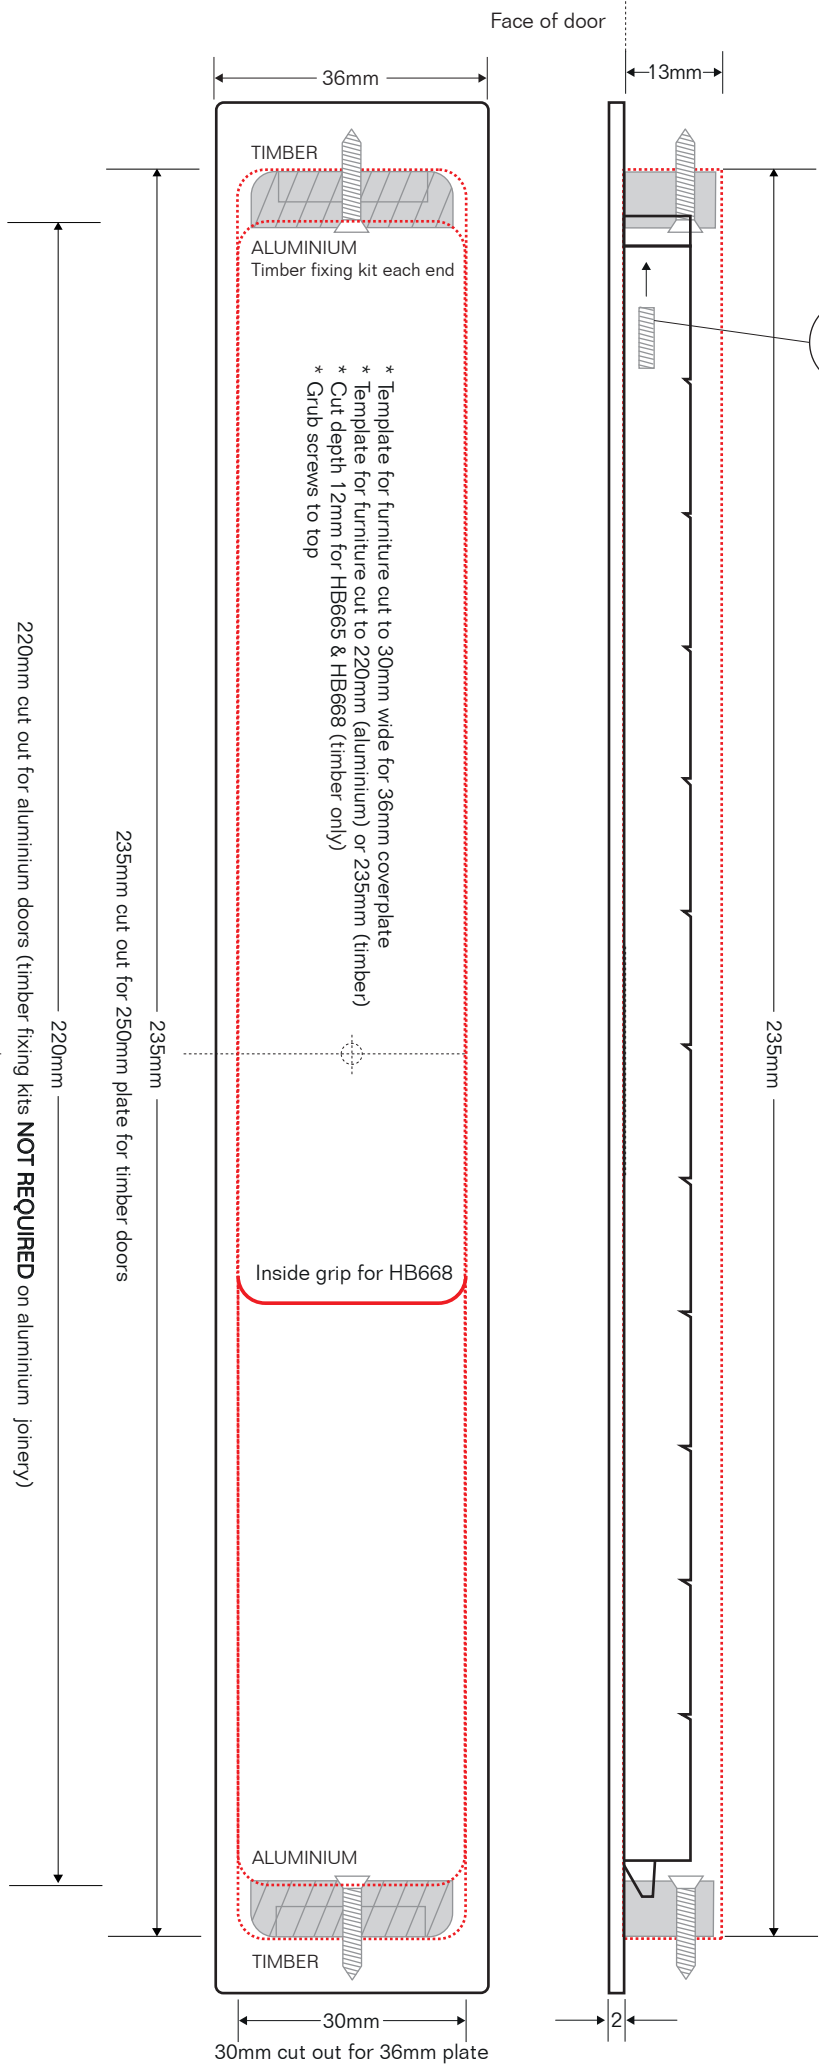 Face of door
36mm
13mm
TIMBER
ALUMINIUM
Timber fixing kit each end
* Template for furniture cut to 30mm wide for 36mm coverplate
* Template for furniture cut to 220mm (aluminium) or 235mm (timber)
* Cut depth 12mm for HB665 & HB668 (timber only)
* Grub screws to top
220mm cut out for aluminium doors (timber fixing kits NOT REQUIRED on aluminium joinery)
220mm
235mm cut out for 250mm plate for timber doors
235mm
235mm
Inside grip for HB668
ALUMINIUM
TIMBER
30mm
2
30mm cut out for 36mm plate